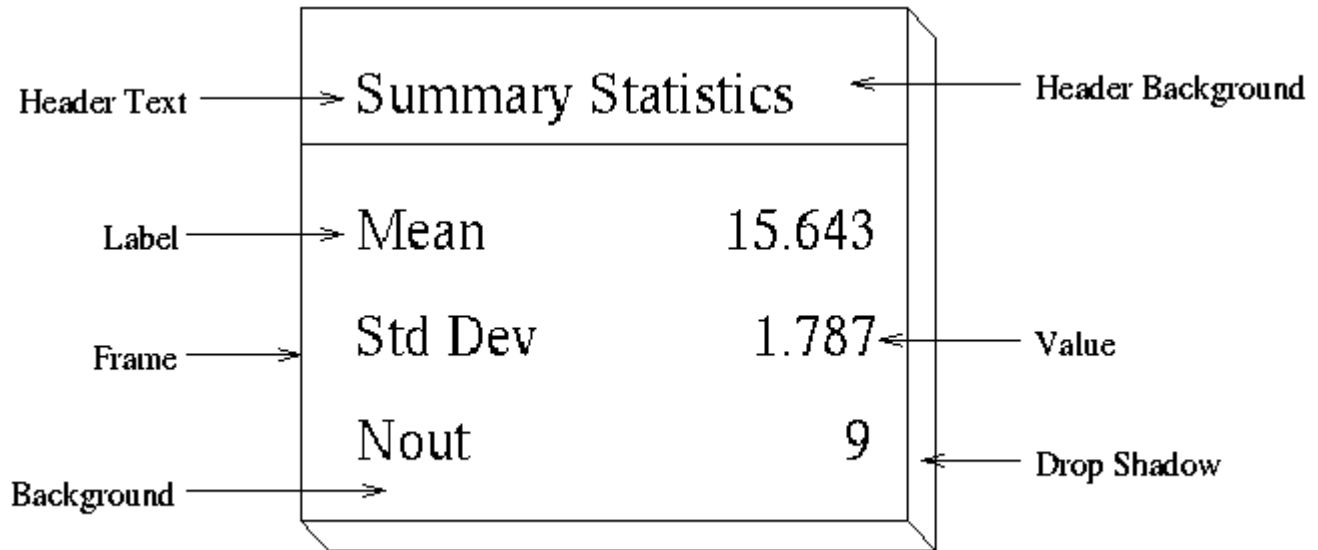 Header Text
Summary Statistics
Header Background
Label
Mean 15.643
Frame
Std Dev 1.787
Value
Nout 9
Drop Shadow
Background